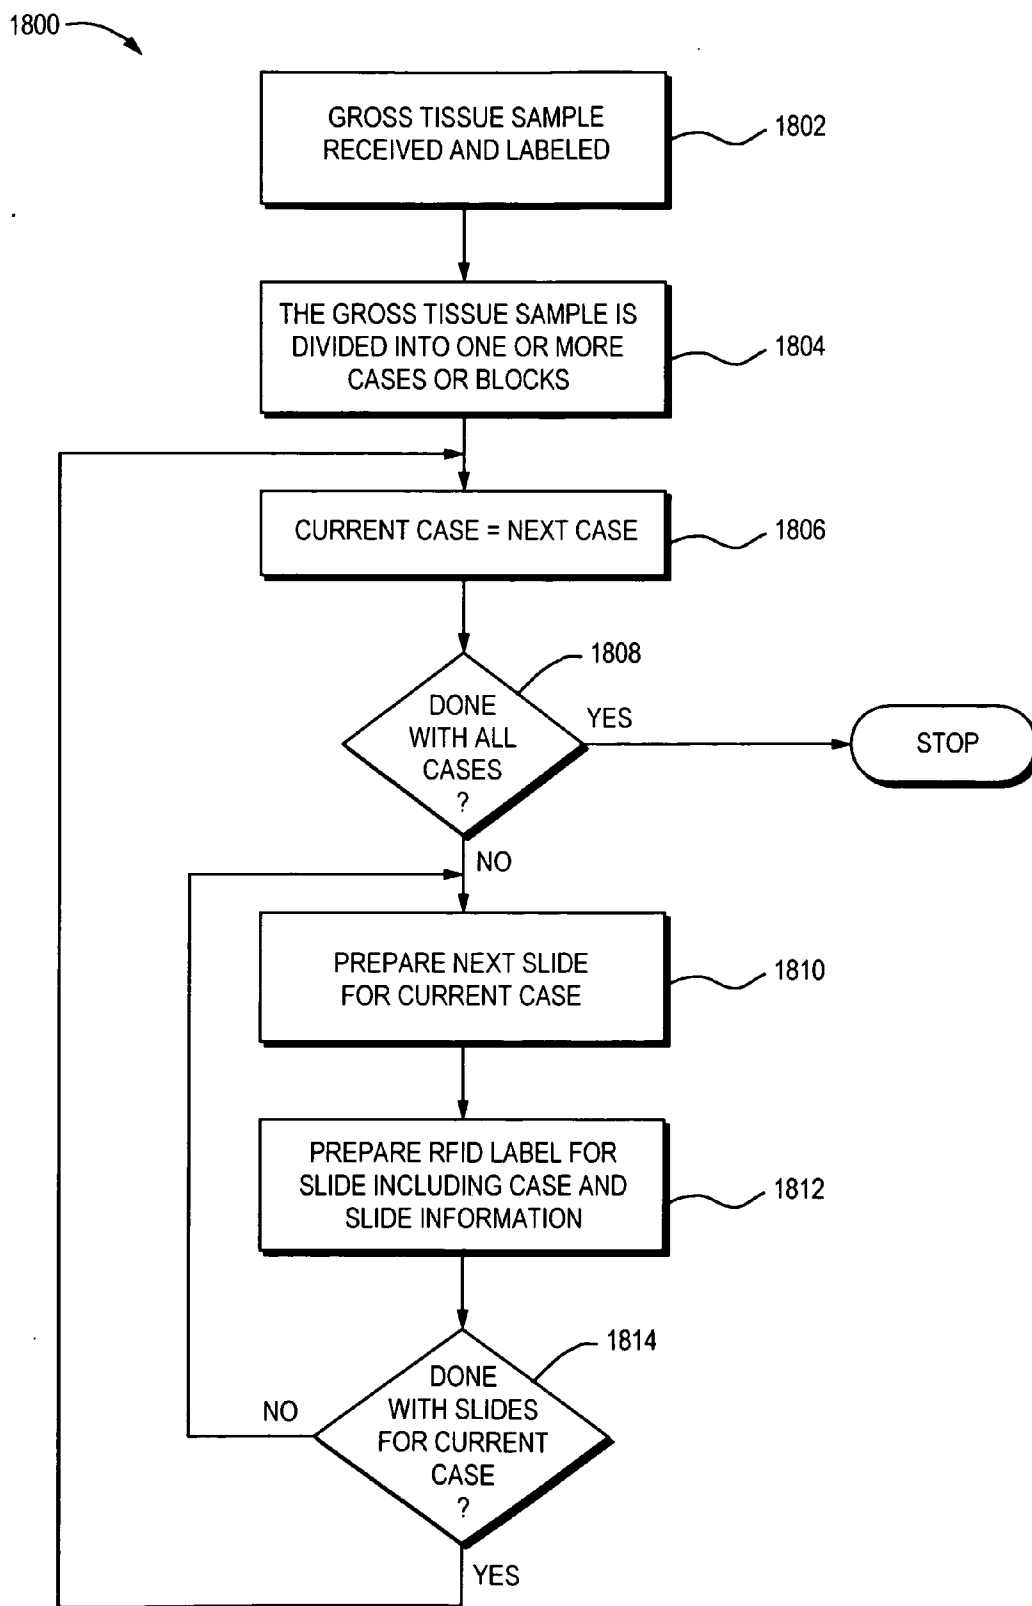 1800
GROSS TISSUE SAMPLE
RECEIVED AND LABELED
1802
THE GROSS TISSUE SAMPLE IS
DIVIDED INTO ONE OR MORE
CASES OR BLOCKS
1804
CURRENT CASE = NEXT CASE
1806
1808
DONE
WITH ALL
CASES
?
YES
STOP
NO
PREPARE NEXT SLIDE
FOR CURRENT CASE
1810
PREPARE RFID LABEL FOR
SLIDE INCLUDING CASE AND
SLIDE INFORMATION
1812
1814
DONE
WITH SLIDES
FOR CURRENT
CASE
?
NO
YES